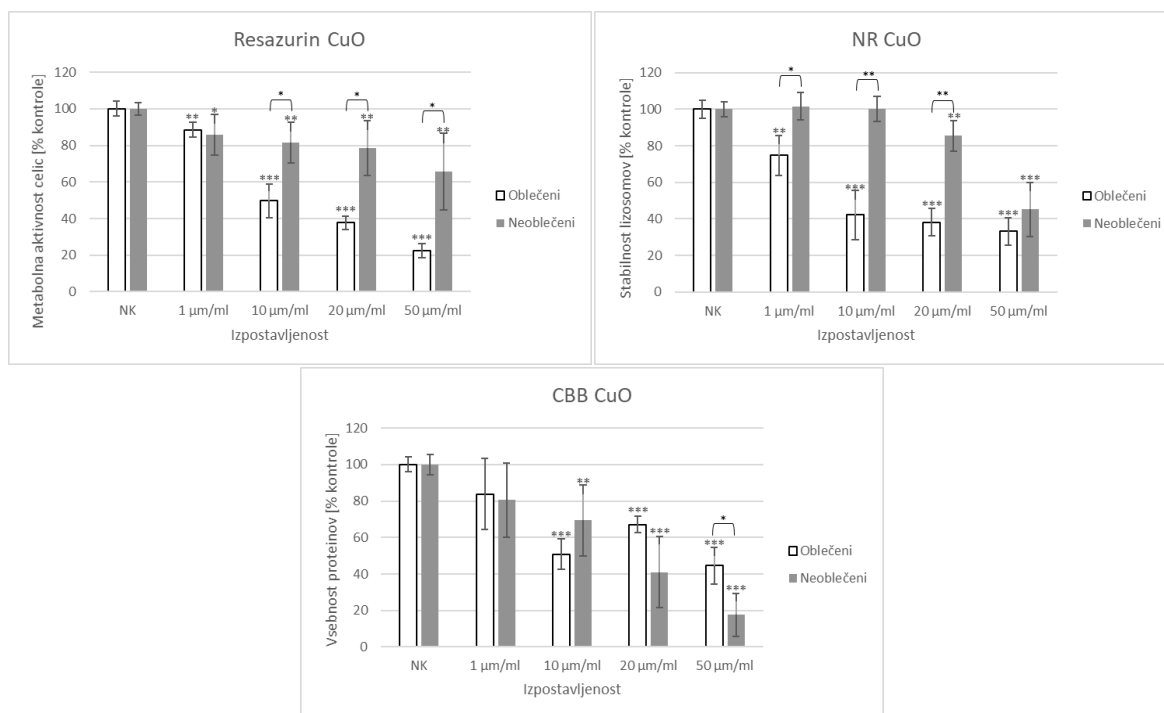 Resazurin CuO
Metabolna aktivnost celic [% kontrole]
120
100
80
60
40
20
0
** *
*** ** *
*** ** *
*** ** *
NK 1 µm/ml 10 µm/ml 20 µm/ml 50 µm/ml
Izpostavljenost
Oblečeni
Neoblečeni
NR CuO
Stabilnost lizosomov [% kontrole]
120
100
80
60
40
20
0
** *
*** **
*** ** **
*** ***
NK 1 µm/ml 10 µm/ml 20 µm/ml 50 µm/ml
Izpostavljenost
Oblečeni
Neoblečeni
CBB CuO
Vsebnost proteinov [% kontrole]
120
100
80
60
40
20
0
*** **
*** ***
*** *** *
NK 1 µm/ml 10 µm/ml 20 µm/ml 50 µm/ml
Izpostavljenost
Oblečeni
Neoblečeni